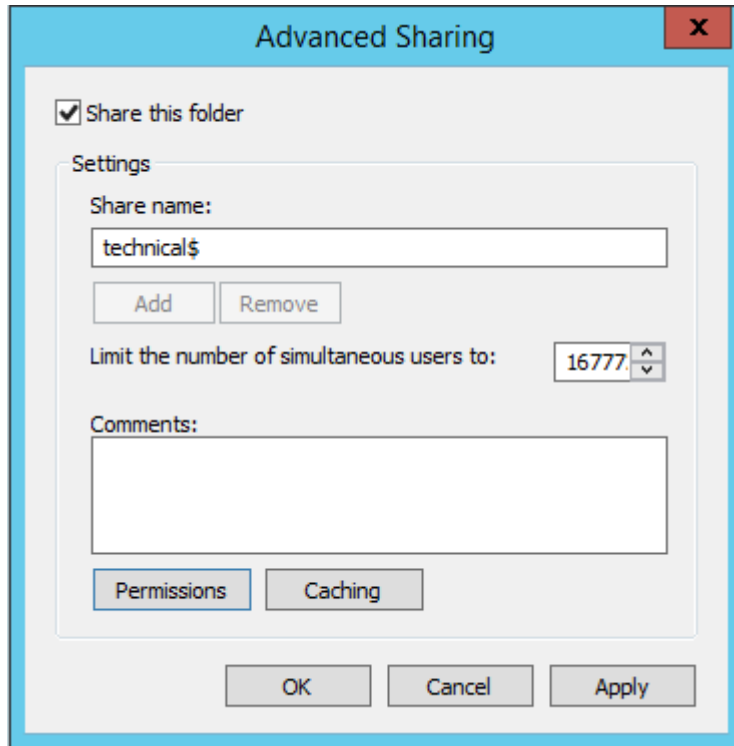 Advanced Sharing
Share this folder
Settings
Share name:
technical$
Add Remove
Limit the number of simultaneous users to: 16777
Comments:
Permissions Caching
OK Cancel Apply